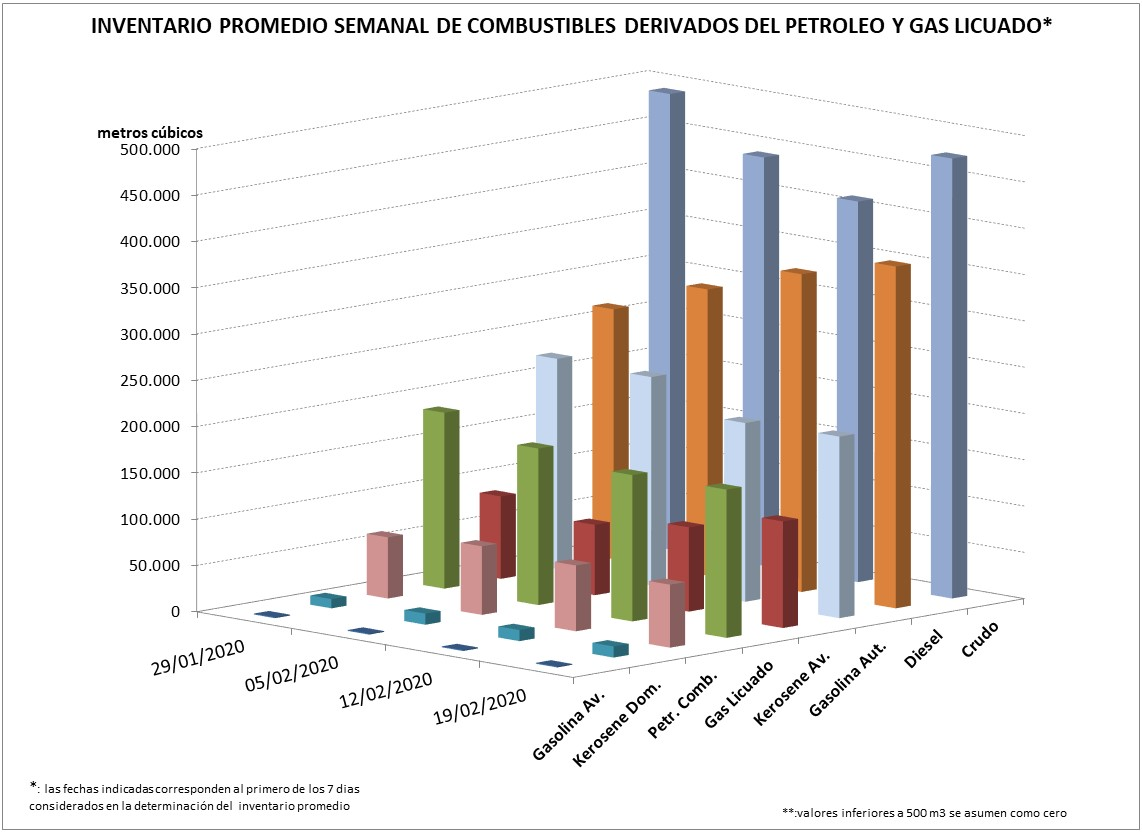 INVENTARIO PROMEDIO SEMANAL DE COMBUSTIBLES DERIVADOS DEL PETROLEO Y GAS LICUADO*
metros cúbicos
500.000
450.000
400.000
350.000
300.000
250.000
200.000
150.000
100.000
50.000
0
29/01/2020
05/02/2020
12/02/2020
19/02/2020
Gasolina Av.
Kerosene Dom.
Petr. Comb.
Gas Licuado
Kerosene Av.
Gasolina Aut.
Diesel
Crudo
*: las fechas indicadas corresponden al primero de los 7 dias
considerados en la determinación del inventario promedio
**:valores inferiores a 500 m3 se asumen como cero